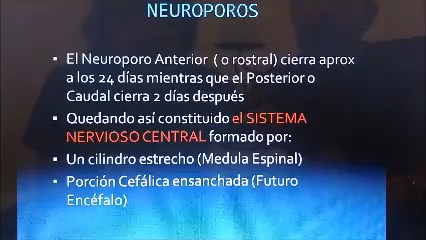 NEUROPOROS
• El Neuroporo Anterior ( o rostral) cierra aprox
a los 24 días mientras que el Posterior o
Caudal cierra 2 días después
• Quedando así constituido el SISTEMA
NERVIOSO CENTRAL formado por:
• Un cilindro estrecho (Medula Espinal)
• Porción Cefálica ensanchada (Futuro
Encéfalo)